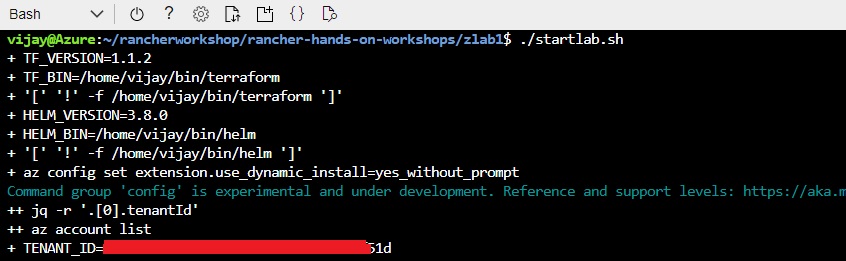 Bash
vijay@Azure:~/rancherworkshop/rancher-hands-on-workshops/zlab1$ ./startlab.sh
+ TF_VERSION=1.1.2
+ TF_BIN=/home/vijay/bin/terraform
+ '[' '!' -f /home/vijay/bin/terraform ']'
+ HELM_VERSION=3.8.0
+ HELM_BIN=/home/vijay/bin/helm
+ '[' '!' -f /home/vijay/bin/helm ']'
+ az config set extension.use_dynamic_install=yes_without_prompt
Command group 'config' is experimental and under development. Reference and support levels: https://aka.m
++ jq -r '.[0].tenantId'
++ az account list
+ TENANT_ID=51d